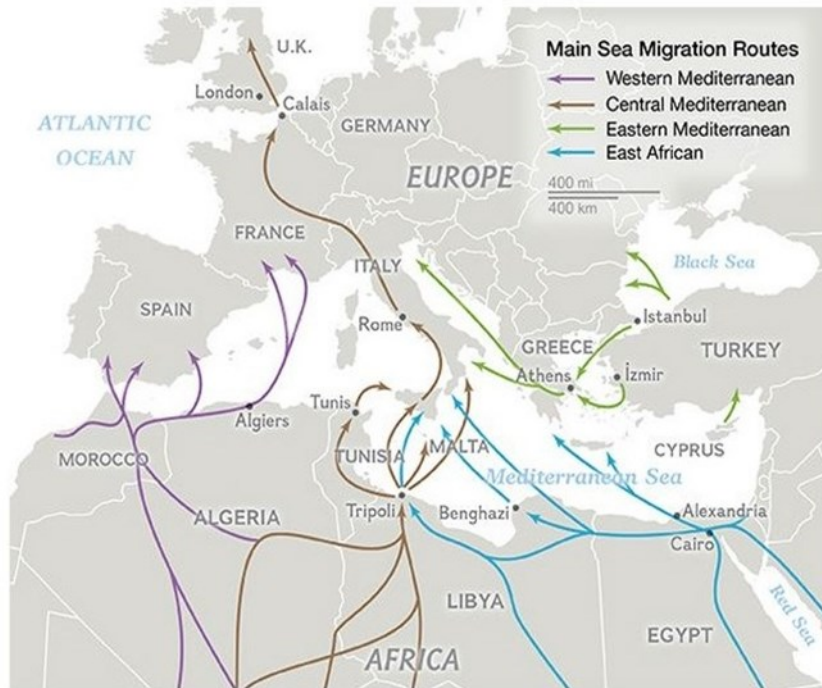 U.K.
London
Calais
ATLANTIC
OCEAN
GERMANY
EUROPE
FRANCE
ITALY
Black Sea
SPAIN
Rome
Istanbul
GREECE
TURKEY
Athens
İzmir
Tunis
Algiers
MOROCCO
TUNISIA
MALTA
CYPRUS
Mediterranean Sea
ALGERIA
Tripoli
Benghazi
Alexandria
Cairo
LIBYA
EGYPT
Red Sea
AFRICA
Main Sea Migration Routes
Western Mediterranean
Central Mediterranean
Eastern Mediterranean
East African
400 mi
400 km